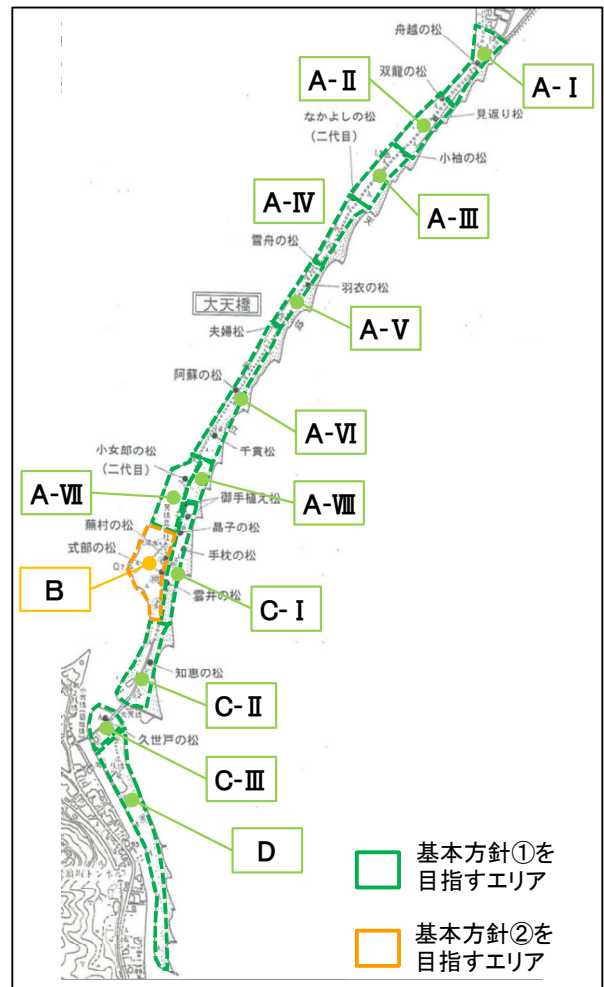 舟越の松
A-Ⅰ
双龍の松
A-Ⅱ
見返り松
なかよしの松
(二代目)
小袖の松
A-Ⅲ
A-Ⅳ
雪舟の松
羽衣の松
大天橋
A-Ⅴ
夫婦松
阿蘇の松
A-Ⅵ
千貫松
小女郎の松
(二代目)
A-Ⅶ
A-Ⅷ
御手植え松
蕪村の松
晶子の松
式部の松
手枕の松
B
雲井の松
C-Ⅰ
知恵の松
C-Ⅱ
久世戸の松
C-Ⅲ
D
基本方針①を
目指すエリア
基本方針②を
目指すエリア